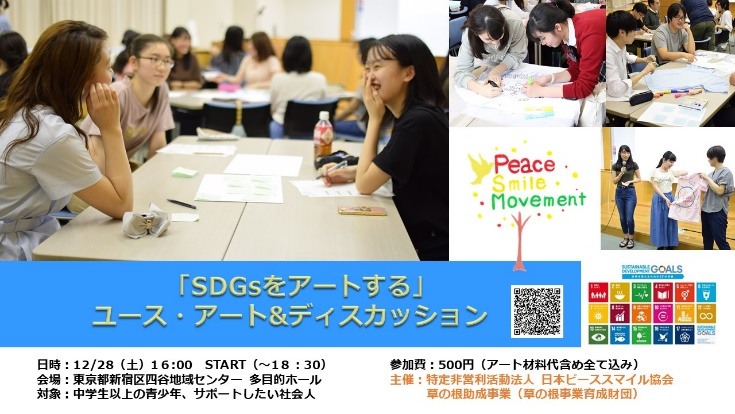 Peace
Smile
Movement
「SDGsをアートする」
ユース・アート&ディスカッション
SUSTAINABLE
DEVELOPMENT GOALS
日時：12/28（土）16:00　START（～18：30）
会場：東京都新宿区四谷地域センター 多目的ホール
対象：中学生以上の青少年、サポートしたい社会人
参加費：500円（アート材料代含め全て込み）
主催：特定非営利活動法人 日本ピーススマイル協会
草の根助成事業（草の根事業育成財団）